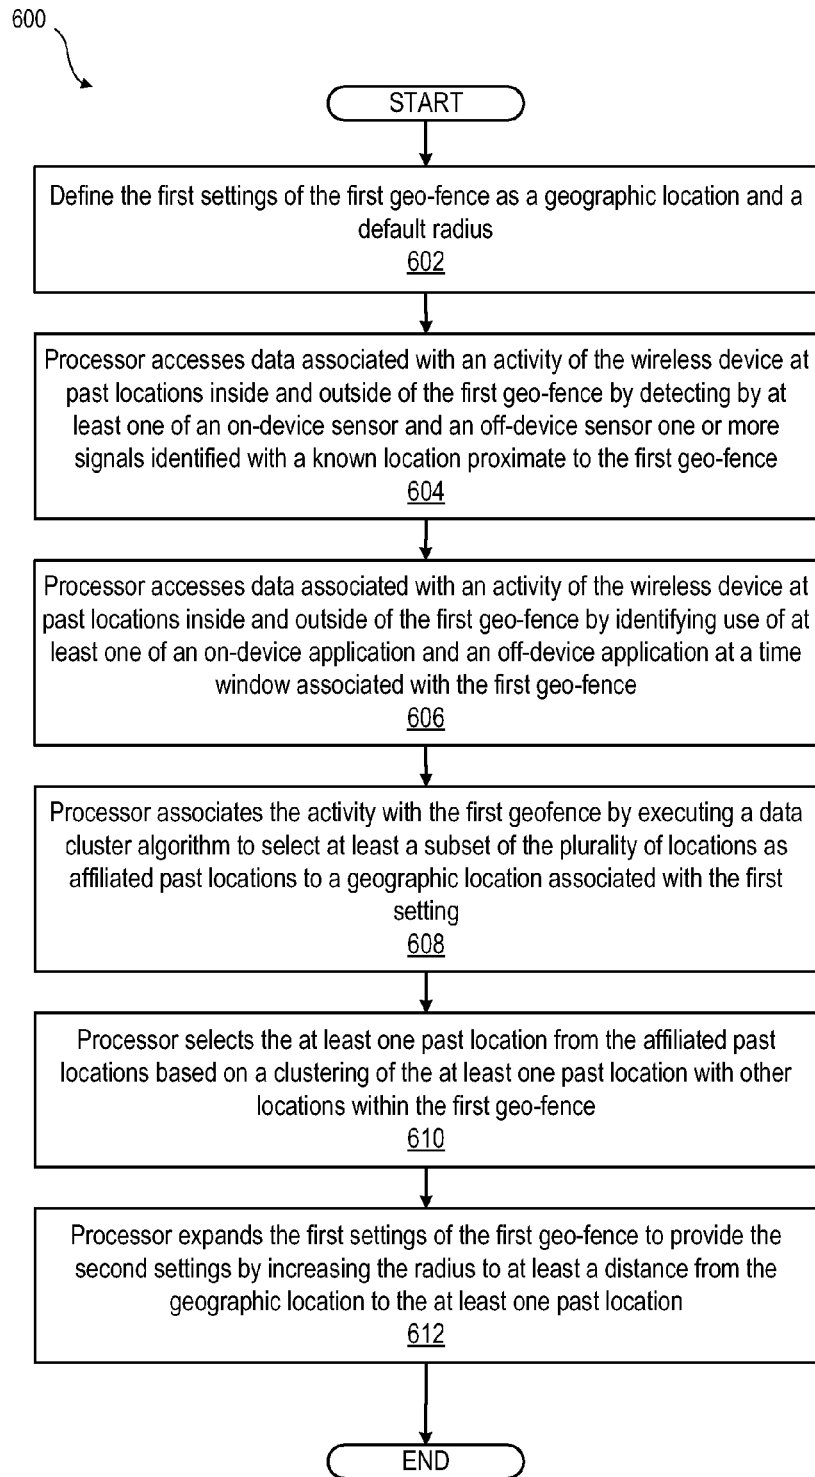 600
START
Define the first settings of the first geo-fence as a geographic location and a
default radius
602
Processor accesses data associated with an activity of the wireless device at
past locations inside and outside of the first geo-fence by detecting by at
least one of an on-device sensor and an off-device sensor one or more
signals identified with a known location proximate to the first geo-fence
604
Processor accesses data associated with an activity of the wireless device at
past locations inside and outside of the first geo-fence by identifying use of at
least one of an on-device application and an off-device application at a time
window associated with the first geo-fence
606
Processor associates the activity with the first geofence by executing a data
cluster algorithm to select at least a subset of the plurality of locations as
affiliated past locations to a geographic location associated with the first
setting
608
Processor selects the at least one past location from the affiliated past
locations based on a clustering of the at least one past location with other
locations within the first geo-fence
610
Processor expands the first settings of the first geo-fence to provide the
second settings by increasing the radius to at least a distance from the
geographic location to the at least one past location
612
END